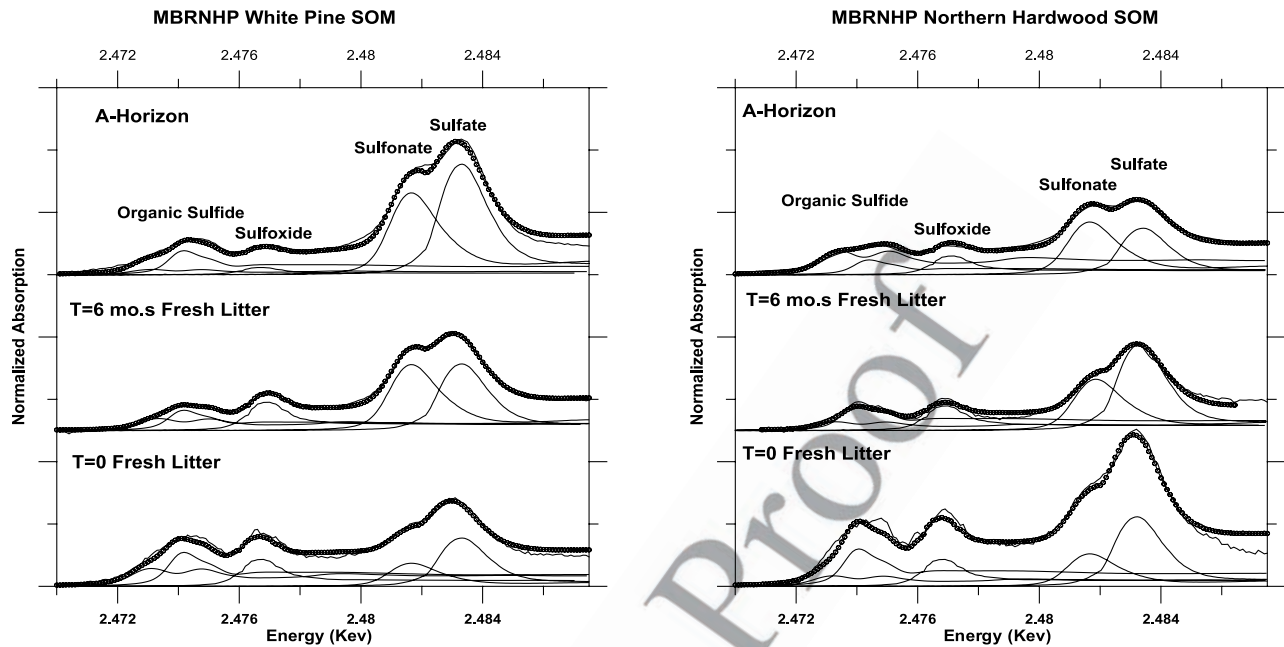 MBRNHP White Pine SOM
2.472 2.476 2.48 2.484
A-Horizon
Sulfate
Sulfonate
Organic Sulfide
Sulfoxide
T=6 mo.s Fresh Litter
T=0 Fresh Litter
Normalized Absorption
2.472 2.476 2.48 2.484
Energy (Kev)
MBRNHP Northern Hardwood SOM
2.472 2.476 2.48 2.484
A-Horizon
Sulfate
Sulfonate
Organic Sulfide
Sulfoxide
T=6 mo.s Fresh Litter
T=0 Fresh Litter
Normalized Absorption
2.472 2.476 2.48 2.484
Energy (Kev)
Proof